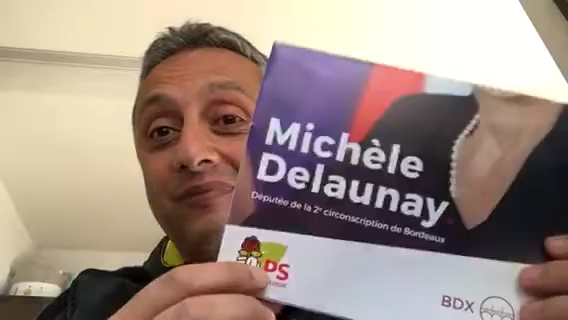 Michèle
Delaunay
Députée de la 2e circonscription de Bordeaux
PS
BDX